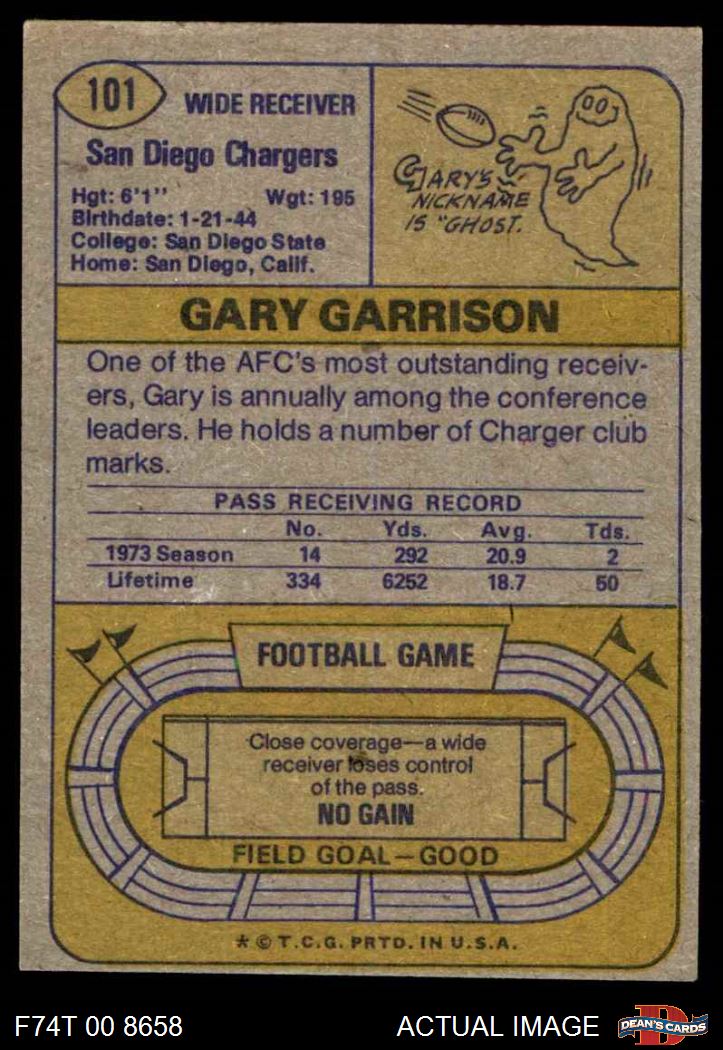 101
WIDE RECEIVER
San Diego Chargers
Hgt: 6'1" Wgt: 195
Birthdate: 1-21-44
College: San Diego State
Home: San Diego, Calif.
GARY'S
NICKNAME
IS "GHOST.
GARY GARRISON
One of the AFC's most outstanding receiv-
ers, Gary is annually among the conference
leaders. He holds a number of Charger club
marks.
PASS RECEIVING RECORD
No. Yds. Avg. Tds.
1973 Season 14 292 20.9 2
Lifetime 334 6252 18.7 50
FOOTBALL GAME
Close coverage—a wide
receiver loses control
of the pass.
NO GAIN
FIELD GOAL—GOOD
* © T.C.G. PRTD. IN U.S.A.
F74T 00 8658 ACTUAL IMAGE
D
DEAN'S CARDS